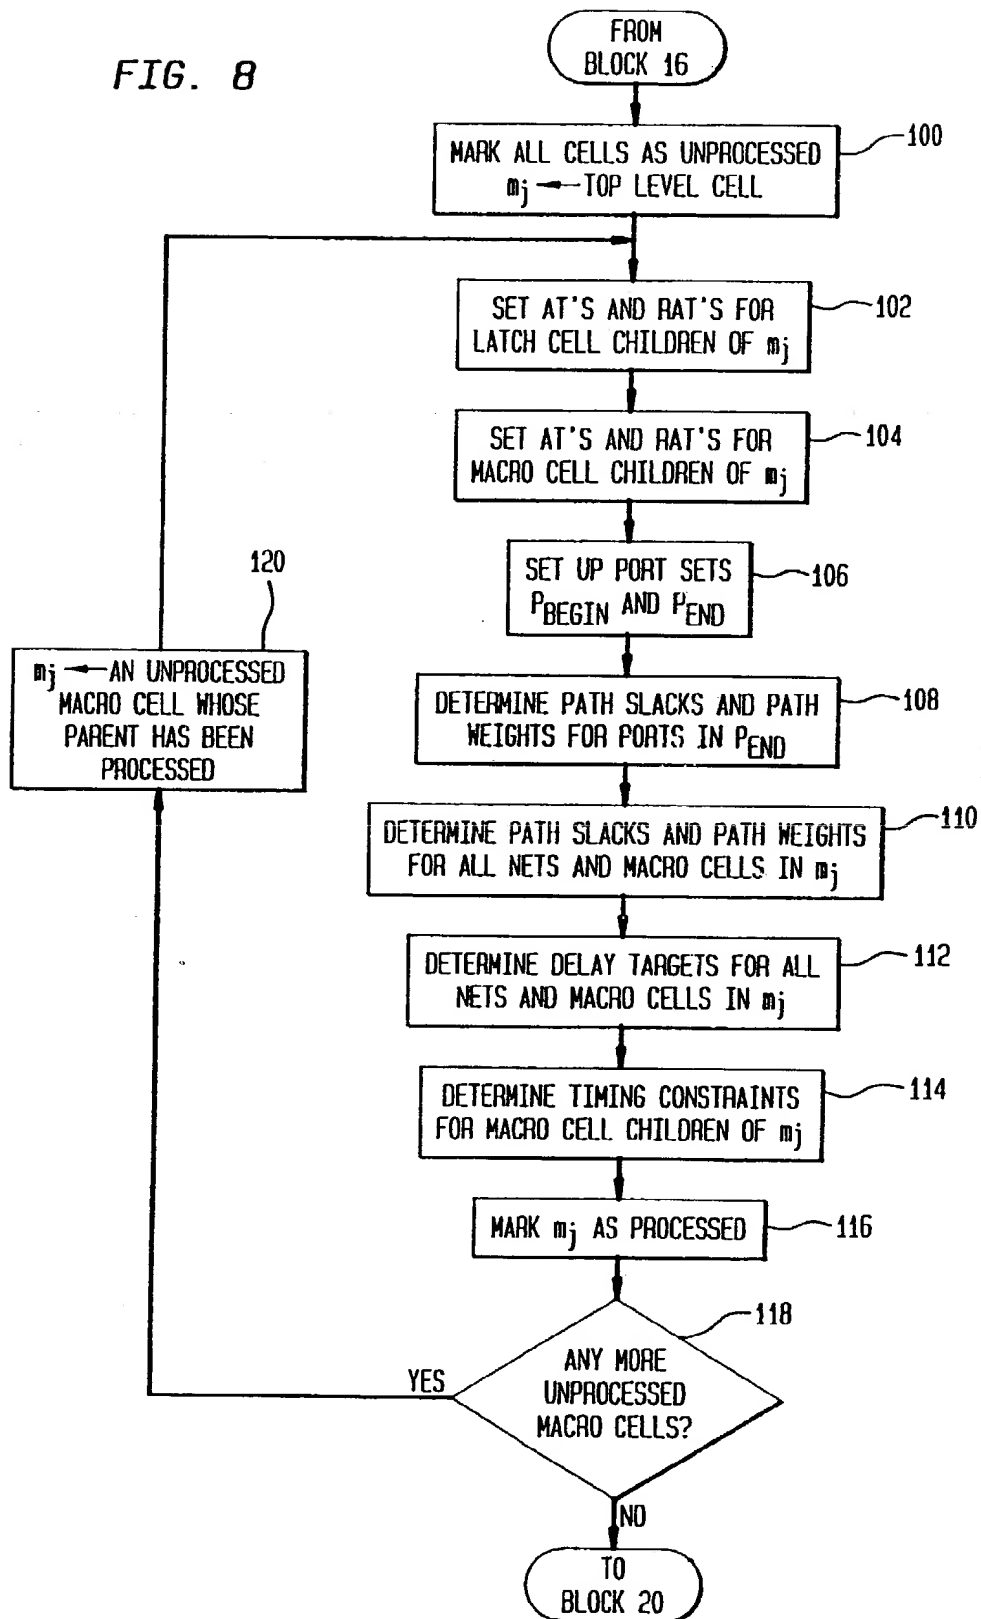 FIG. 8
FROM
BLOCK 16
MARK ALL CELLS AS UNPROCESSED
mj ← TOP LEVEL CELL
100
SET AT'S AND RAT'S FOR
LATCH CELL CHILDREN OF mj
102
SET AT'S AND RAT'S FOR
MACRO CELL CHILDREN OF mj
104
SET UP PORT SETS
PBEGIN AND PEND
106
120
mj ← AN UNPROCESSED
MACRO CELL WHOSE
PARENT HAS BEEN
PROCESSED
DETERMINE PATH SLACKS AND PATH
WEIGHTS FOR PORTS IN PEND
108
DETERMINE PATH SLACKS AND PATH WEIGHTS
FOR ALL NETS AND MACRO CELLS IN mj
110
DETERMINE DELAY TARGETS FOR ALL
NETS AND MACRO CELLS IN mj
112
DETERMINE TIMING CONSTRAINTS
FOR MACRO CELL CHILDREN OF mj
114
MARK mj AS PROCESSED
116
118
ANY MORE
UNPROCESSED
MACRO CELLS?
YES
NO
TO
BLOCK 20